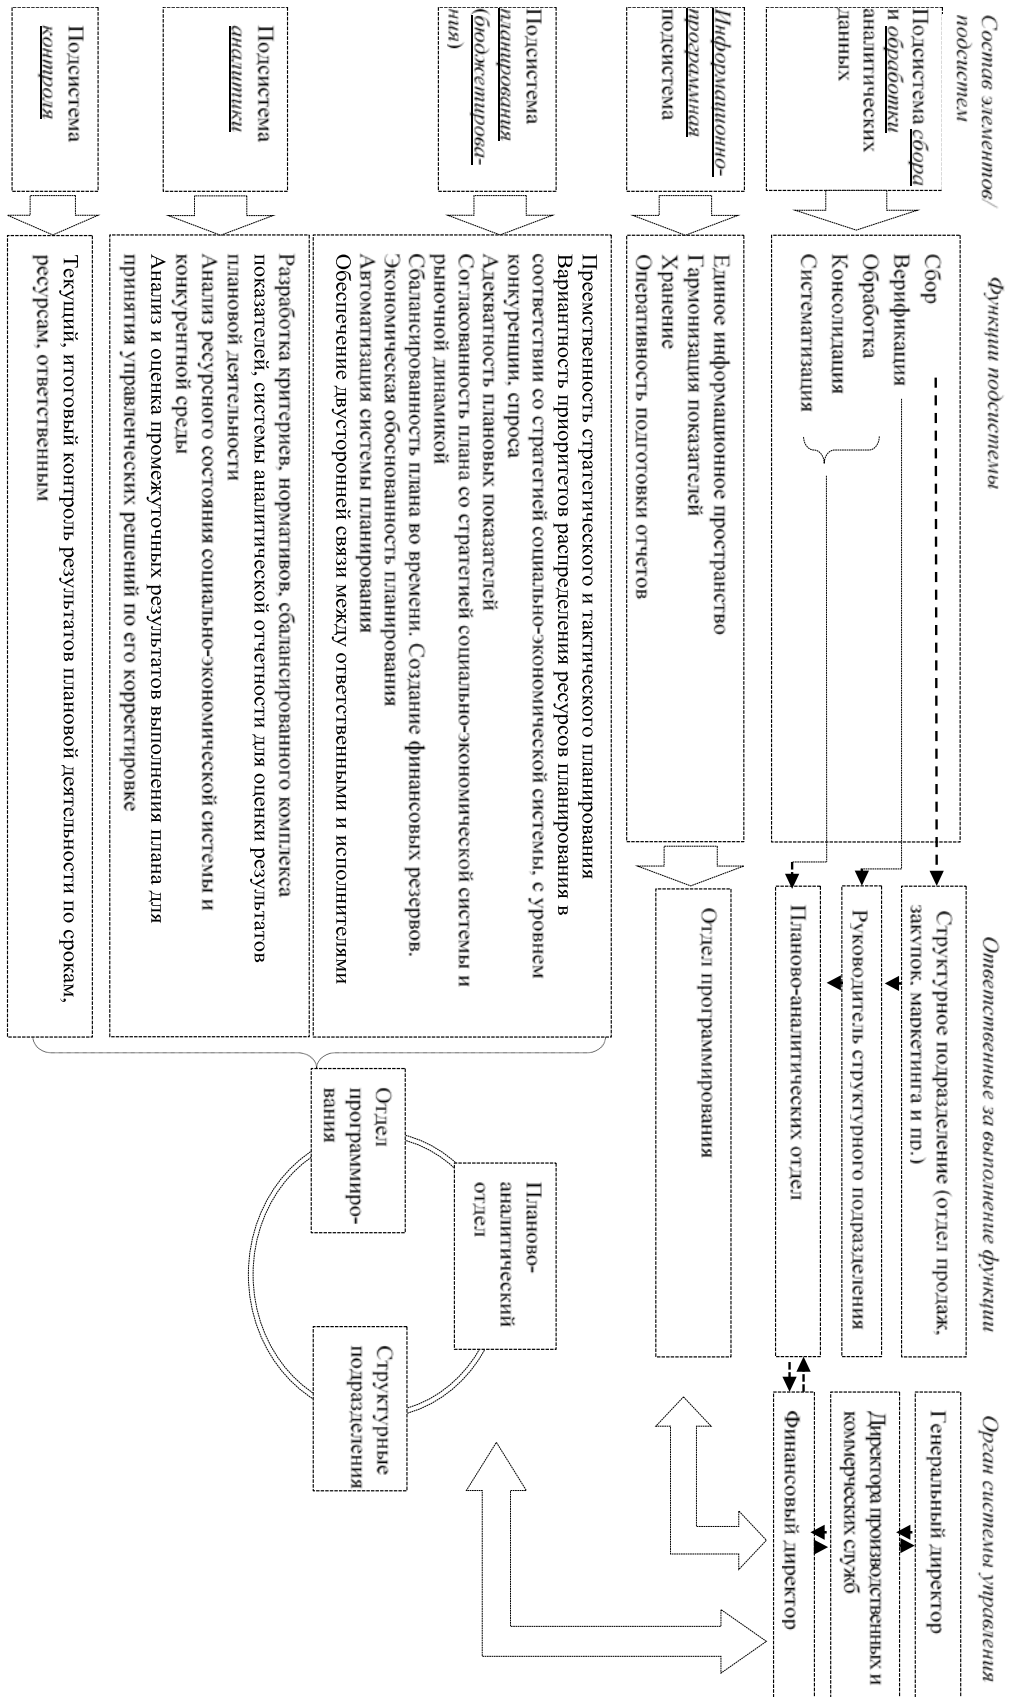 Состав элементов/
подсистем
Функции подсистемы
Ответственные за выполнение функции
Орган системы управления
Подсистема сбора
и обработки
аналитических
данных
Сбор
Верификация
Обработка
Консолидация
Систематизация
Структурное подразделение (отдел продаж,
закупок, маркетинга и пр.)
Руководитель структурного подразделения
Планово-аналитических отдел
Генеральный директор
Директора производственных и
коммерческих служб
Финансовый директор
Информационно-
программная
подсистема
Единое информационное пространство
Гармонизация показателей
Хранение
Оперативность подготовки отчетов
Отдел программирования
Подсистема
планирования
(бюджетирова-
ния)
Преемственность стратегического и тактического планирования
Вариантность приоритетов распределения ресурсов планирования в
соответствии со стратегией социально-экономической системы, с уровнем
конкуренции, спроса
Адекватность плановых показателей
Согласованность плана со стратегией социально-экономической системы и
рыночной динамикой
Сбалансированность плана во времени. Создание финансовых резервов.
Экономическая обоснованность планирования
Автоматизация системы планирования
Обеспечение двусторонней связи между ответственными и исполнителями
Подсистема
аналитики
Разработка критериев, нормативов, сбалансированного комплекса
показателей, системы аналитической отчетности для оценки результатов
плановой деятельности
Анализ ресурсного состояния социально-экономической системы и
конкурентной среды
Анализ и оценка промежуточных результатов выполнения плана для
принятия управленческих решений по его корректировке
Подсистема
контроля
Текущий, итоговый контроль результатов плановой деятельности по срокам,
ресурсам, ответственным
Планово-
аналитический
отдел
Отдел
программиро-
вания
Структурные
подразделения